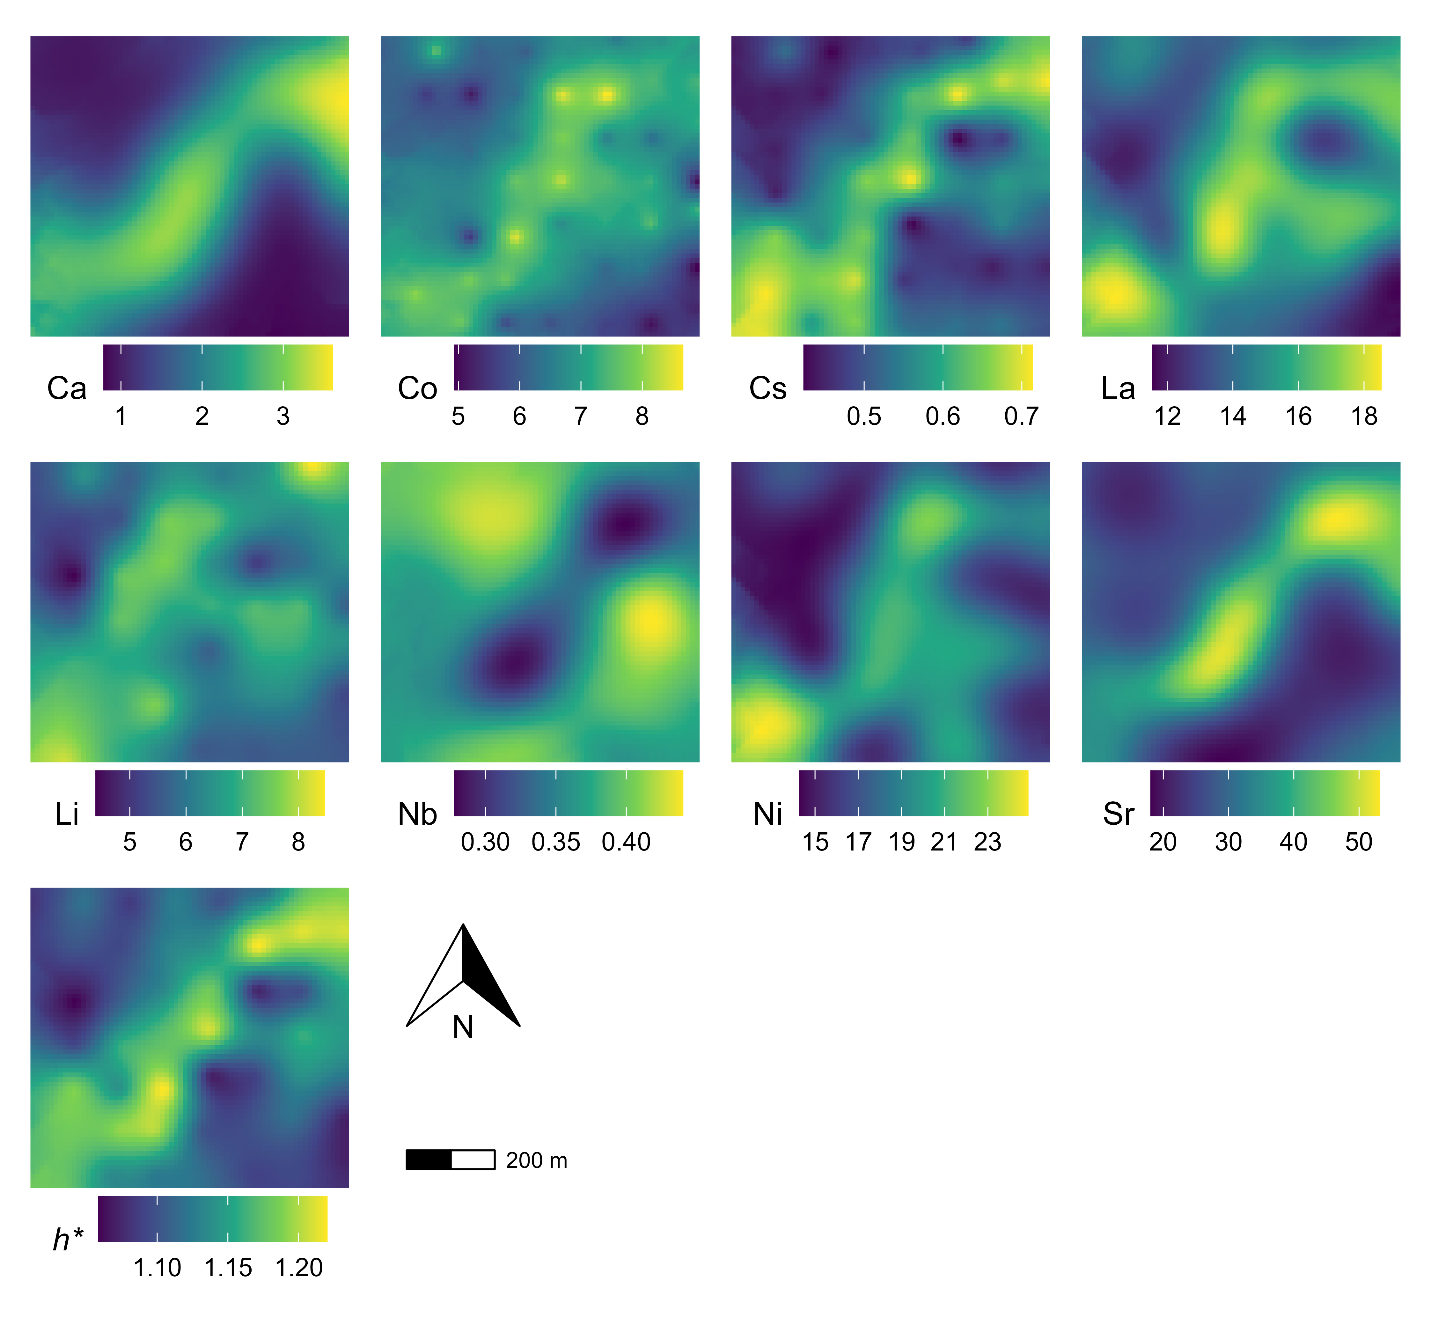 Ca
1 2 3
Co
5 6 7 8
Cs
0.5 0.6 0.7
La
12 14 16 18
Li
5 6 7 8
Nb
0.30 0.35 0.40
Ni
15 17 19 21 23
Sr
20 30 40 50
h*
1.10 1.15 1.20
N
200 m